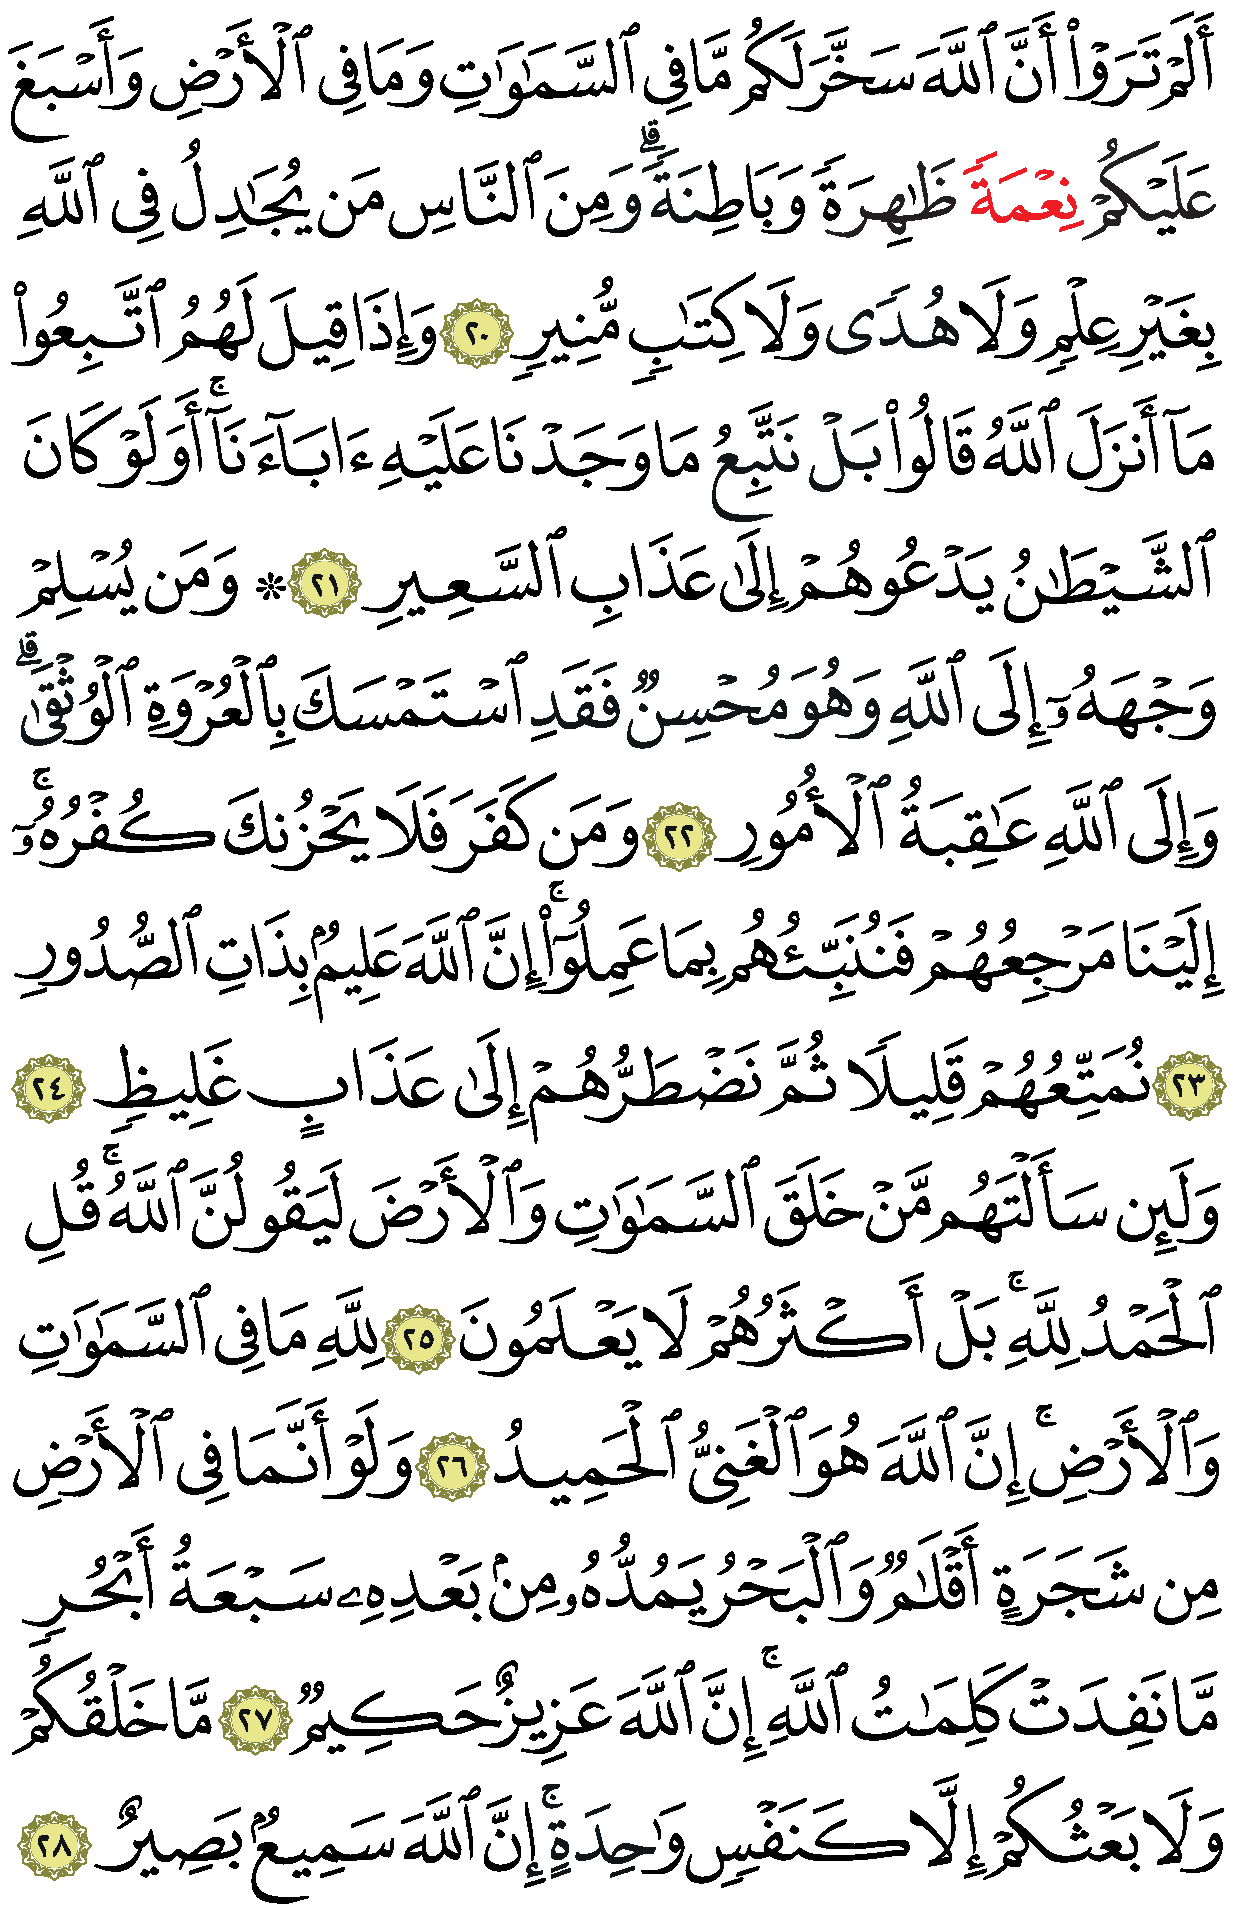 أَلَمْ تَرَوْا۟ أَنَّ ٱللَّهَ سَخَّرَ لَكُم مَّا فِى ٱلسَّمَـٰوَٰتِ وَمَا فِى ٱلْأَرْضِ وَأَسْبَغَ
عَلَيْكُمْ نِعْمَةً ظَـٰهِرَةً وَبَاطِنَةً ۗ وَمِنَ ٱلنَّاسِ مَن يُجَـٰدِلُ فِى ٱللَّهِ
بِغَيْرِ عِلْمٍ وَلَا هُدًى وَلَا كِتَـٰبٍ مُّنِيرٍ ٢٠ وَإِذَا قِيلَ لَهُمُ ٱتَّبِعُوا۟
مَآ أَنزَلَ ٱللَّهُ قَالُوا۟ بَلْ نَتَّبِعُ مَا وَجَدْنَا عَلَيْهِ ءَابَآءَنَآ ۚ أَوَلَوْ كَانَ
ٱلشَّيْطَـٰنُ يَدْعُوهُمْ إِلَىٰ عَذَابِ ٱلسَّعِيرِ ٢١ ۞ وَمَن يُسْلِمْ
وَجْهَهُۥٓ إِلَى ٱللَّهِ وَهُوَ مُحْسِنٌ فَقَدِ ٱسْتَمْسَكَ بِٱلْعُرْوَةِ ٱلْوُثْقَىٰ ۗ
وَإِلَى ٱللَّهِ عَـٰقِبَةُ ٱلْأُمُورِ ٢٢ وَمَن كَفَرَ فَلَا يَحْزُنكَ كُفْرُهُۥٓ ۚ
إِلَيْنَا مَرْجِعُهُمْ فَنُنَبِّئُهُم بِمَا عَمِلُوٓا۟ ۚ إِنَّ ٱللَّهَ عَلِيمٌۢ بِذَاتِ ٱلصُّدُورِ
٢٣ نُمَتِّعُهُمْ قَلِيلًا ثُمَّ نَضْطَرُّهُمْ إِلَىٰ عَذَابٍ غَلِيظٍ ٢٤
وَلَئِن سَأَلْتَهُم مَّنْ خَلَقَ ٱلسَّمَـٰوَٰتِ وَٱلْأَرْضَ لَيَقُولُنَّ ٱللَّهُ ۚ قُلِ
ٱلْحَمْدُ لِلَّهِ ۚ بَلْ أَكْثَرُهُمْ لَا يَعْلَمُونَ ٢٥ لِلَّهِ مَا فِى ٱلسَّمَـٰوَٰتِ
وَٱلْأَرْضِ ۚ إِنَّ ٱللَّهَ هُوَ ٱلْغَنِىُّ ٱلْحَمِيدُ ٢٦ وَلَوْ أَنَّمَا فِى ٱلْأَرْضِ
مِن شَجَرَةٍ أَقْلَـٰمٌ وَٱلْبَحْرُ يَمُدُّهُۥ مِنۢ بَعْدِهِۦ سَبْعَةُ أَبْحُرٍ
مَّا نَفِدَتْ كَلِمَـٰتُ ٱللَّهِ ۗ إِنَّ ٱللَّهَ عَزِيزٌ حَكِيمٌ ٢٧ مَّا خَلْقُكُمْ
وَلَا بَعْثُكُمْ إِلَّا كَنَفْسٍ وَٰحِدَةٍ ۗ إِنَّ ٱللَّهَ سَمِيعٌۢ بَصِيرٌ ٢٨